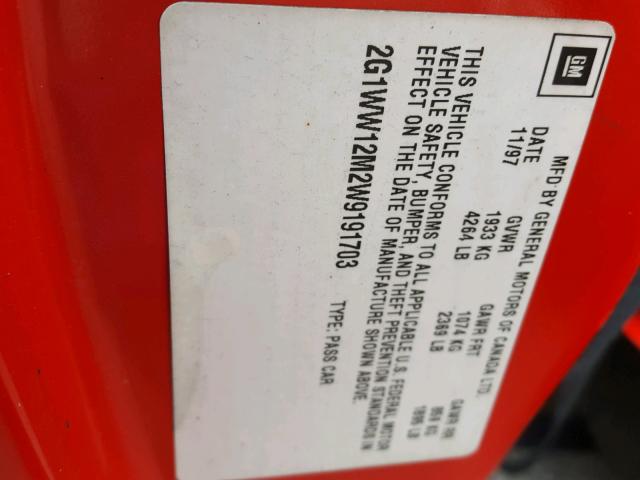 GM
MFD BY GENERAL MOTORS OF CANADA LTD.
DATE GVWR GAWR FRT GAWR RR
11/97 1933 KG 1074 KG 859 KG
4264 LB 2369 LB 1895 LB
THIS VEHICLE CONFORMS TO ALL APPLICABLE U.S. FEDERAL MOTOR
VEHICLE SAFETY, BUMPER, AND THEFT PREVENTION STANDARDS IN
EFFECT ON THE DATE OF MANUFACTURE SHOWN ABOVE.
2G1WW12M2W9191703 TYPE: PASS CAR